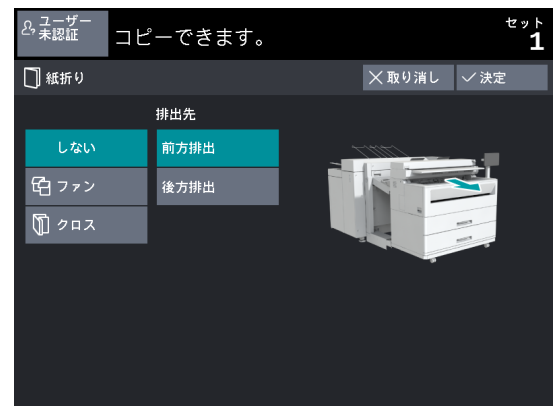 ユーザー
未認証
コピーできます。
セット
1
紙折り
取り消し
決定
排出先
しない
前方排出
ファン
後方排出
クロス